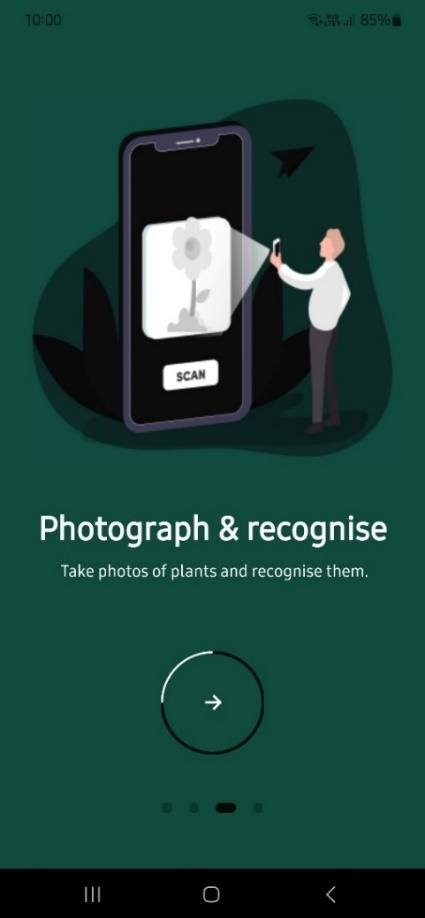 10:00
85%
SCAN
Photograph & recognise
Take photos of plants and recognise them.